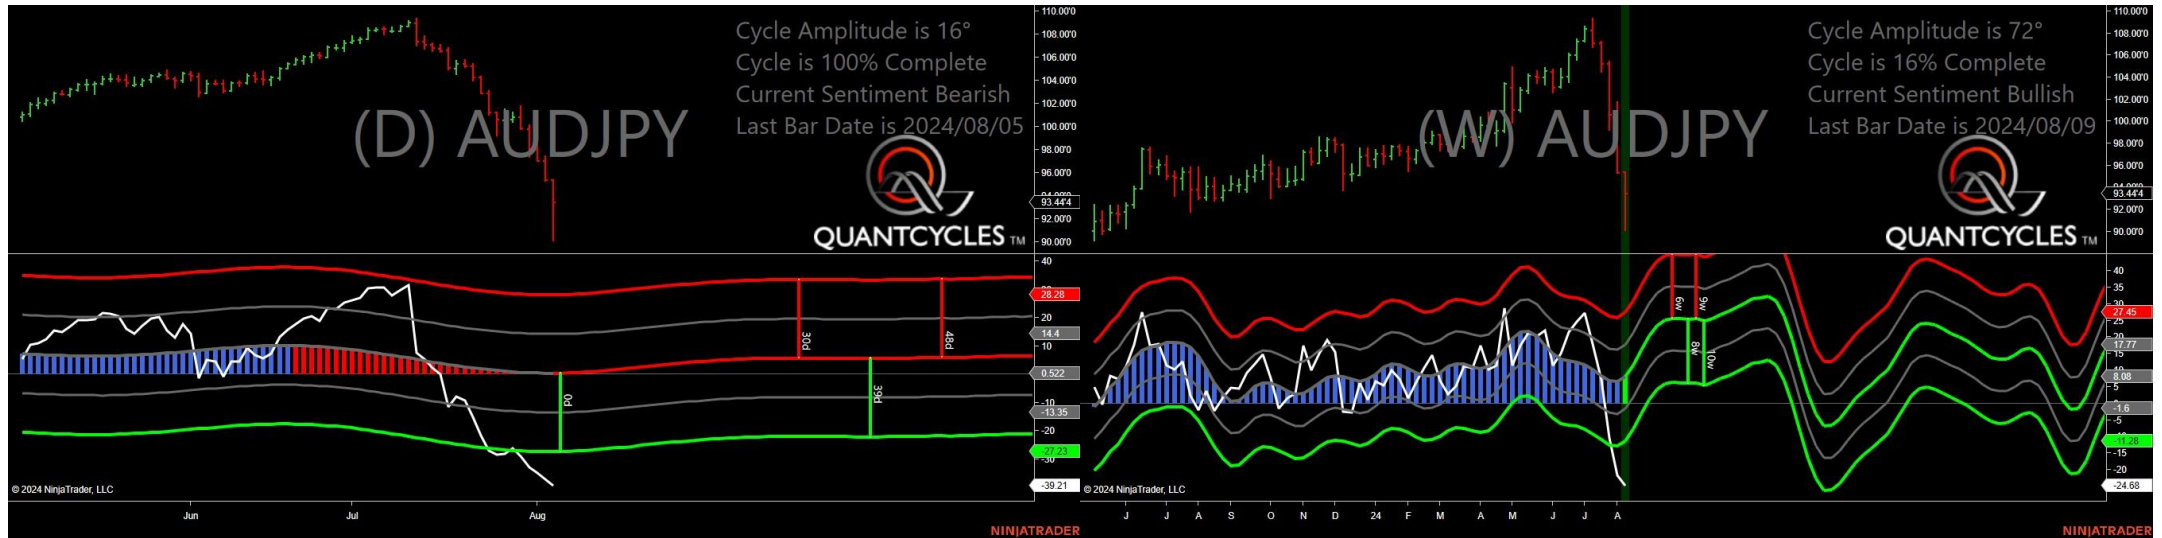 Cycle Amplitude is 16°
Cycle is 100% Complete
Current Sentiment Bearish
Last Bar Date is 2024/08/05
(D) AUDJPY
QUANTCYCLES TM
110.00'0
108.00'0
106.00'0
104.00'0
102.00'0
100.00'0
98.00'0
96.00'0
94.00'0
93.44'4
92.00'0
90.00'0
40
28.28
20
14.4
10
0.522
-10
-13.35
-20
-27.23
-30
-39.21
0d
30d
39d
48d
© 2024 NinjaTrader, LLC
Jun Jul Aug
NINJATRADER
Cycle Amplitude is 72°
Cycle is 16% Complete
Current Sentiment Bullish
Last Bar Date is 2024/08/09
(W) AUDJPY
QUANTCYCLES TM
110.00'0
108.00'0
106.00'0
104.00'0
102.00'0
100.00'0
98.00'0
96.00'0
94.00'0
93.44'4
92.00'0
90.00'0
40
35
30
27.45
25
17.77
15
8.08
5
-1.6
-5
-11.28
-15
-20
-24.68
6w
9w
8w
10w
© 2024 NinjaTrader, LLC
J J A S O N D 24 F M A M J J A
NINJATRADER